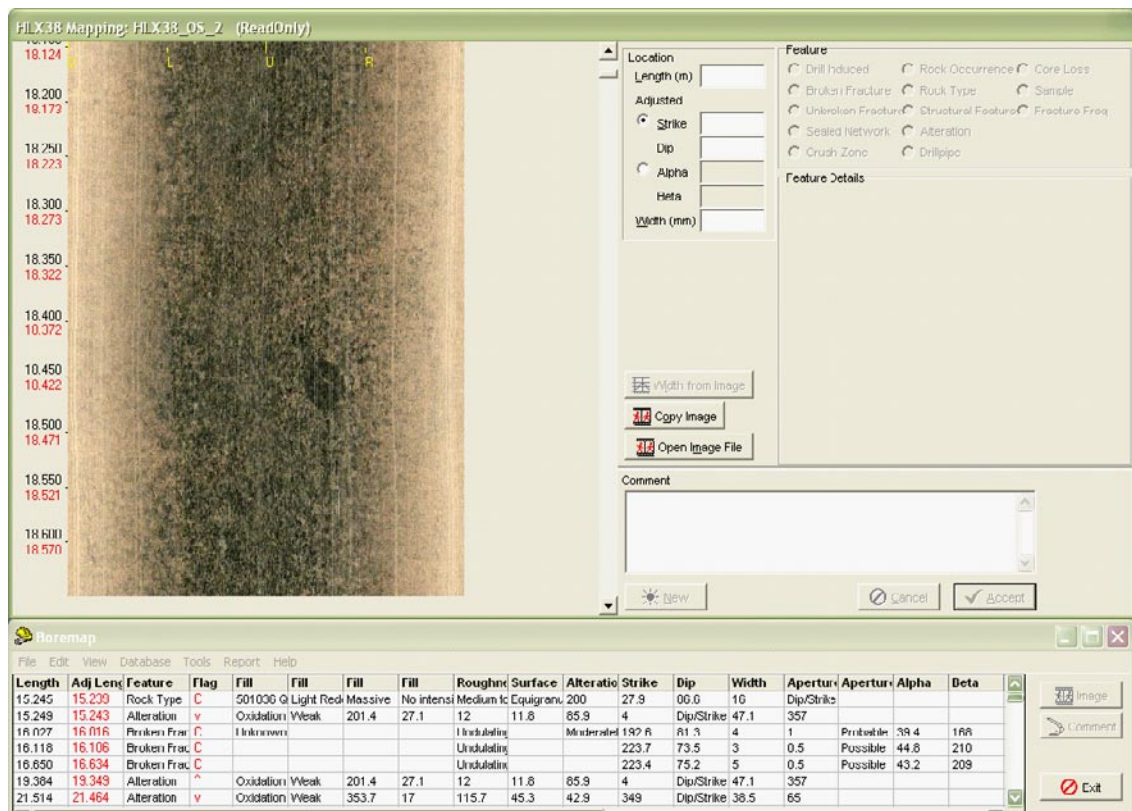 HLX38 Mapping: HLX38_OS_2 (ReadOnly)
18.124
L U R
18.200
18.173
18.250
18.223
18.300
18.273
18.350
18.322
18.400
10.372
10.450
10.422
18.500
18.471
18.550
18.521
18.600
18.570
Location
Length (m)
Adjusted
Strike
Dip
Alpha
Beta
Width (mm)
Width from Image
Copy Image
Open Image File
Feature
Drill Induced Rock Occurrence Core Loss
Broken Fracture Rock Type Sample
Unbroken Fracture Structural Feature Fracture Freq
Sealed Network Alteration
Crush Zone Drillpipe
Feature Details
Comment
New Cancel Accept
Boremap
File Edit View Database Tools Report Help
Length Adj Leng Feature Flag Fill Fill Fill Fill Roughne Surface Alteratio Strike Dip Width Aperture Aperture Alpha Beta
15.245 15.239 Rock Type C 501036 Q Light Red Massive No intensi Medium to Equigranu 200 27.9 06.6 16 Dip/Strike
15.249 15.243 Alteration v Oxidation Weak 201.4 27.1 12 11.8 85.9 4 Dip/Strike 47.1 357
16.027 16.016 Broken Frac C Unknown Undulating Moderatel 192.6 81.3 4 1 Probable 39.4 168
16.118 16.106 Broken Frac C Undulating 223.7 73.5 3 0.5 Possible 44.8 210
16.650 16.634 Broken Frac C Undulating 223.4 75.2 5 0.5 Possible 43.2 209
19.384 19.349 Alteration ^ Oxidation Weak 201.4 27.1 12 11.8 85.9 4 Dip/Strike 47.1 357
21.514 21.464 Alteration v Oxidation Weak 353.7 17 115.7 45.3 42.9 349 Dip/Strike 38.5 65
Image
Comment
Exit